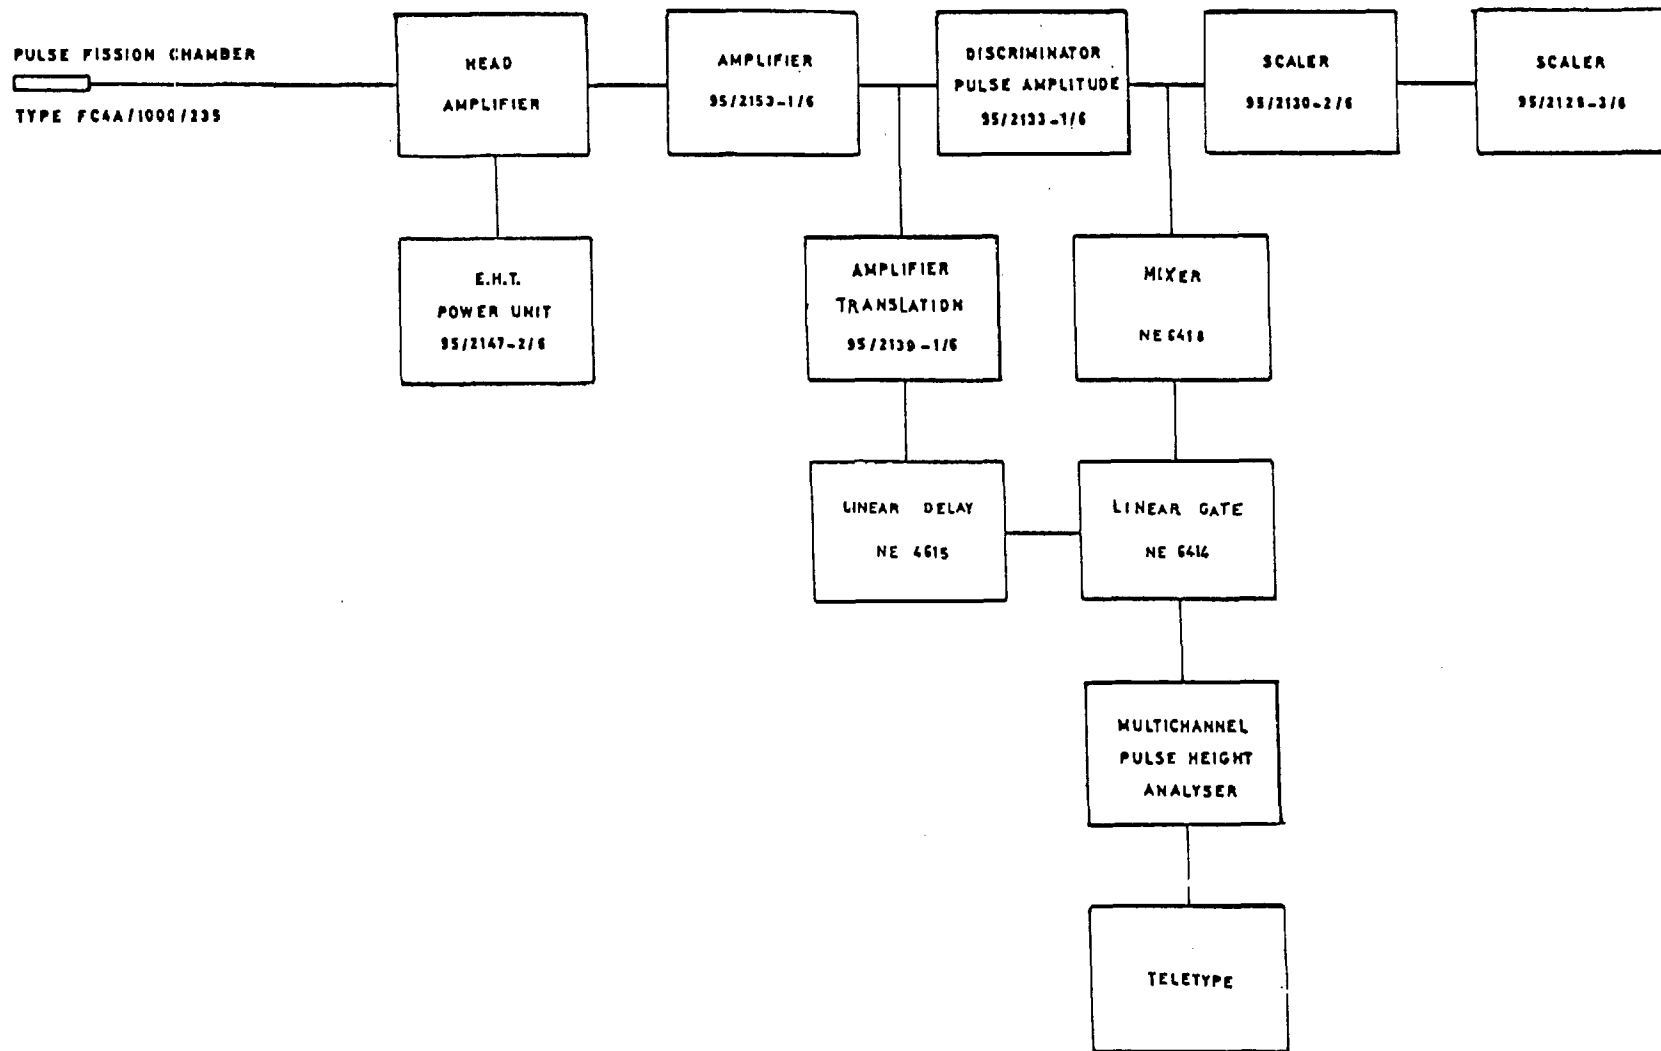 PULSE FISSION CHAMBER
TYPE FC4A/1000/235
HEAD
AMPLIFIER
AMPLIFIER
95/2153-1/6
DISCRIMINATOR
PULSE AMPLITUDE
95/2133-1/6
SCALER
95/2130-2/6
SCALER
95/2129-3/6
E.H.T.
POWER UNIT
95/2147-2/6
AMPLIFIER
TRANSLATION
95/2139-1/6
MIXER
NE 6418
LINEAR DELAY
NE 4615
LINEAR GATE
NE 6414
MULTICHANNEL
PULSE HEIGHT
ANALYSER
TELETYPE